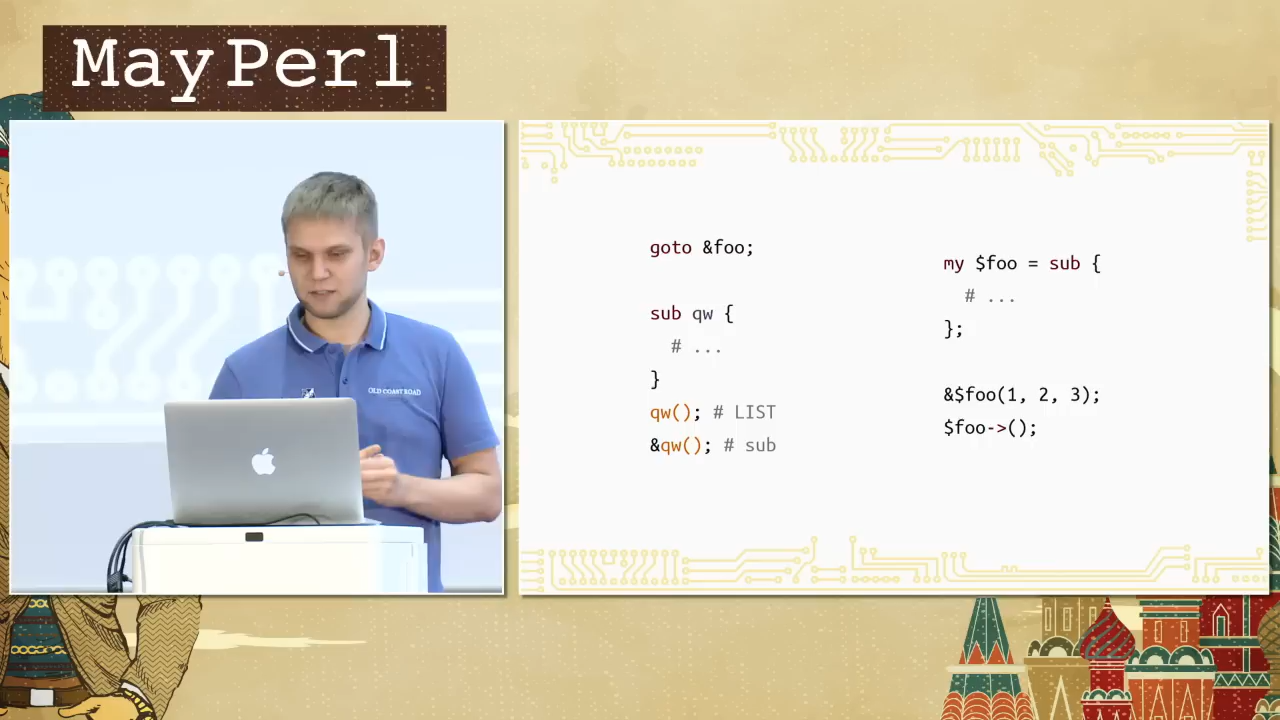 MayPerl
OLD COAST ROAD
goto &foo;
sub qw {
# ...
}
qw(); # LIST
&qw(); # sub
my $foo = sub {
# ...
};
&$foo(1, 2, 3);
$foo->();